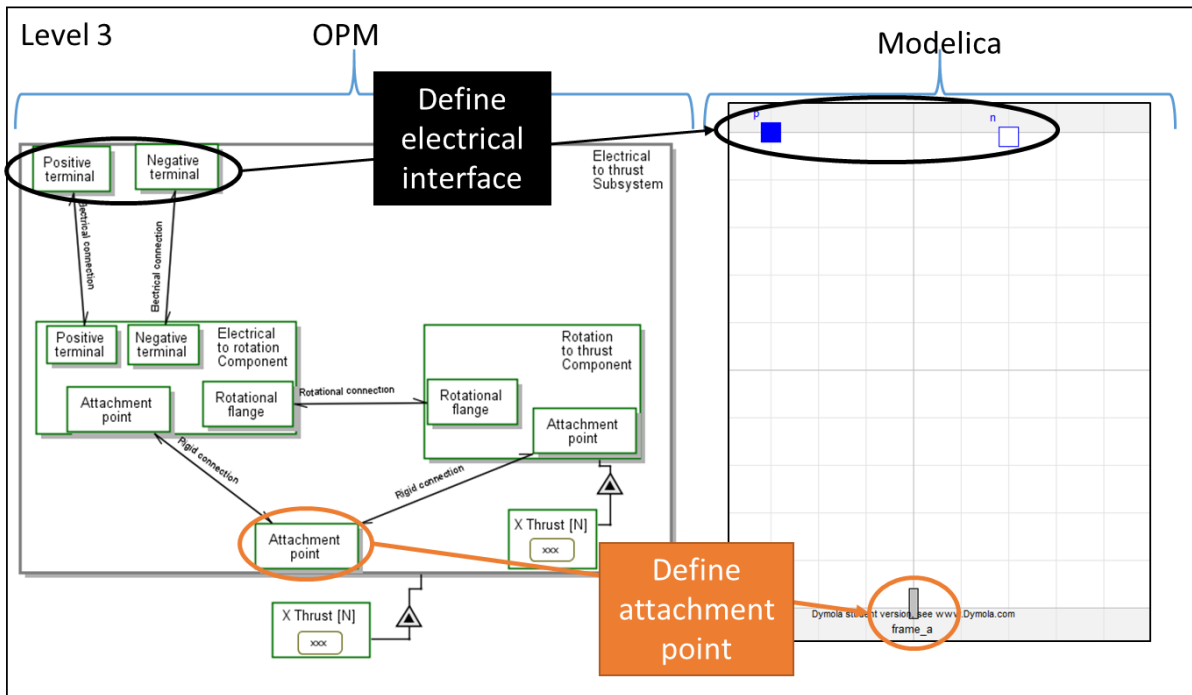 Level 3
OPM
Modelica
Define
electrical
interface
p
n
Positive
terminal
Negative
terminal
Electrical
to thrust
Subsystem
Electrical connection
Electrical connection
Positive
terminal
Negative
terminal
Electrical
to rotation
Component
Attachment
point
Rotational
flange
Rotational connection
Rotation
to thrust
Component
Rotational
flange
Attachment
point
Rigid connection
Rigid connection
Attachment
point
X Thrust [N]
xxx
X Thrust [N]
xxx
Define
attachment
point
Dymola student version, see www.Dymola.com
frame_a